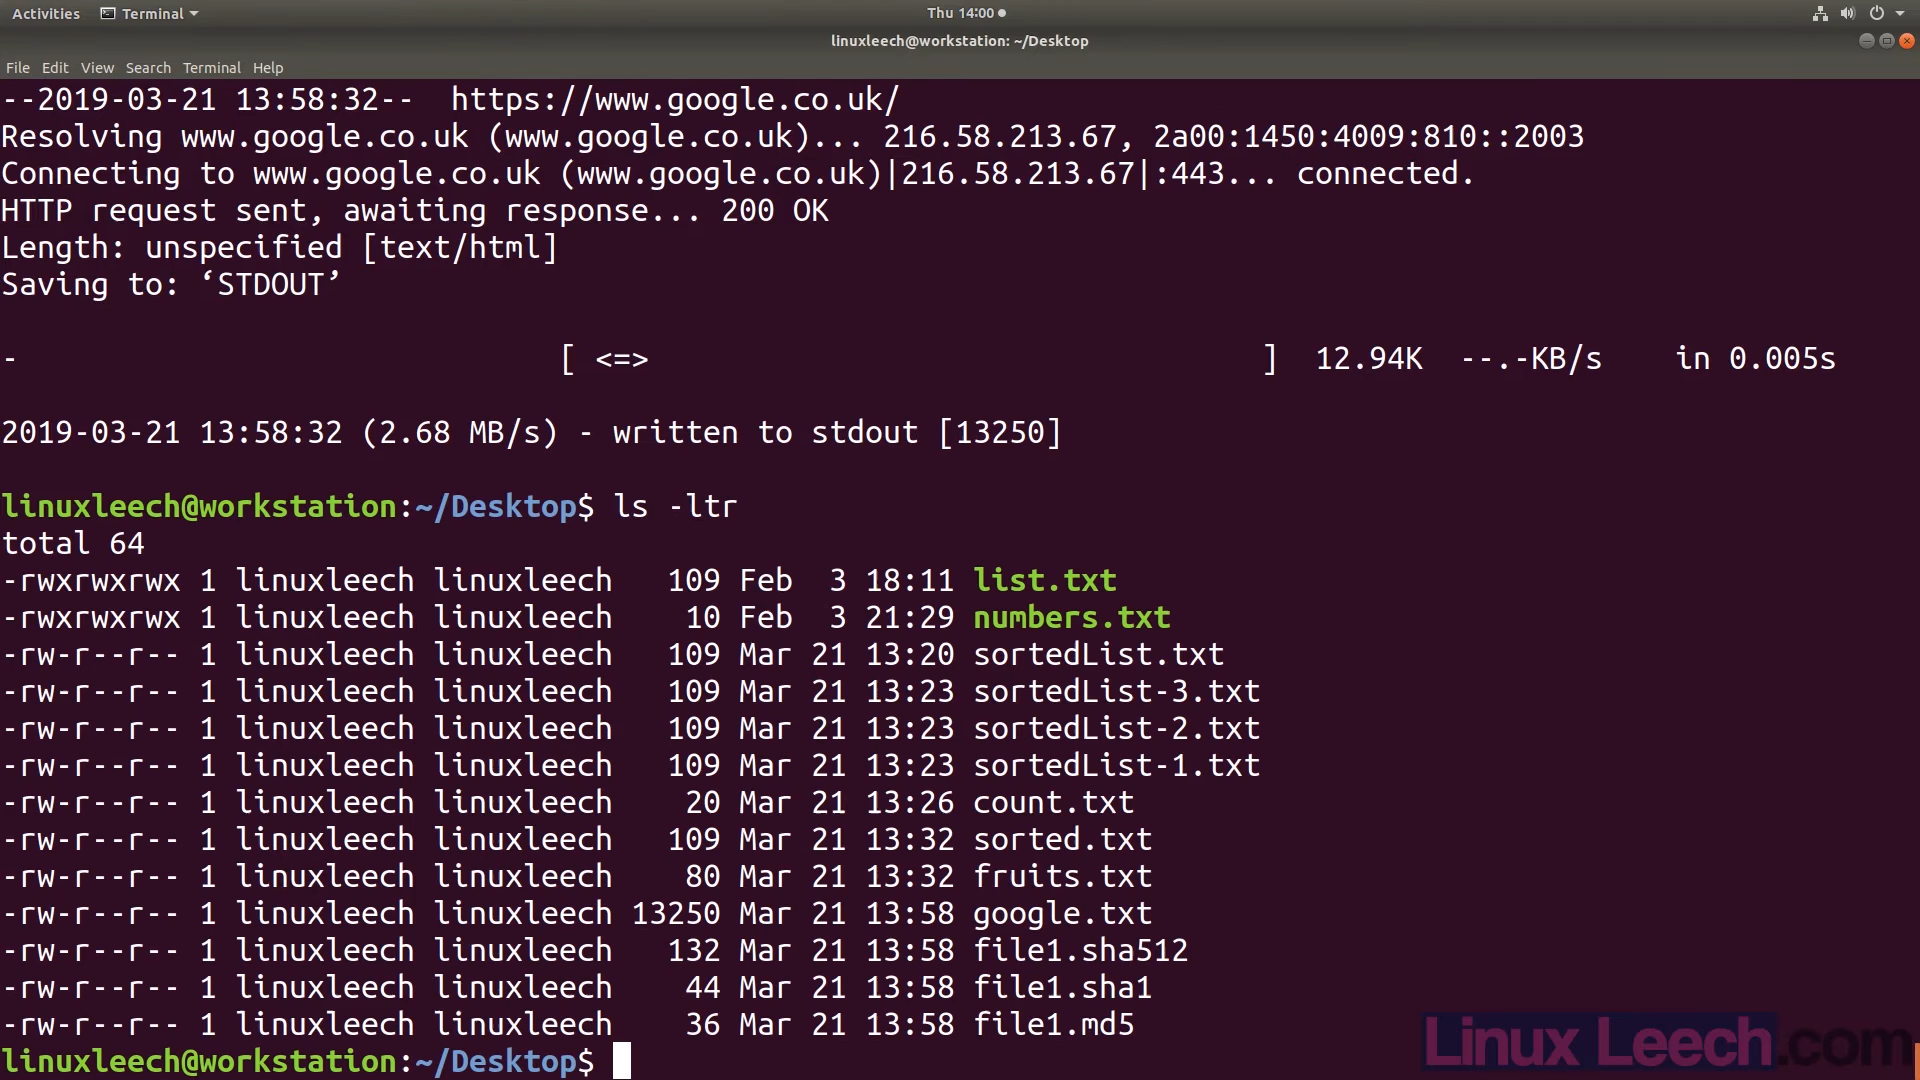 Activities Terminal Thu 14:00
linuxleech@workstation: ~/Desktop
File Edit View Search Terminal Help
--2019-03-21 13:58:32--  https://www.google.co.uk/
Resolving www.google.co.uk (www.google.co.uk)... 216.58.213.67, 2a00:1450:4009:810::2003
Connecting to www.google.co.uk (www.google.co.uk)|216.58.213.67|:443... connected.
HTTP request sent, awaiting response... 200 OK
Length: unspecified [text/html]
Saving to: ‘STDOUT’
-                              [ <=>                                  ]  12.94K  --.-KB/s    in 0.005s
2019-03-21 13:58:32 (2.68 MB/s) - written to stdout [13250]
linuxleech@workstation:~/Desktop$ ls -ltr
total 64
-rwxrwxrwx 1 linuxleech linuxleech   109 Feb  3 18:11 list.txt
-rwxrwxrwx 1 linuxleech linuxleech    10 Feb  3 21:29 numbers.txt
-rw-r--r-- 1 linuxleech linuxleech   109 Mar 21 13:20 sortedList.txt
-rw-r--r-- 1 linuxleech linuxleech   109 Mar 21 13:23 sortedList-3.txt
-rw-r--r-- 1 linuxleech linuxleech   109 Mar 21 13:23 sortedList-2.txt
-rw-r--r-- 1 linuxleech linuxleech   109 Mar 21 13:23 sortedList-1.txt
-rw-r--r-- 1 linuxleech linuxleech    20 Mar 21 13:26 count.txt
-rw-r--r-- 1 linuxleech linuxleech   109 Mar 21 13:32 sorted.txt
-rw-r--r-- 1 linuxleech linuxleech    80 Mar 21 13:32 fruits.txt
-rw-r--r-- 1 linuxleech linuxleech 13250 Mar 21 13:58 google.txt
-rw-r--r-- 1 linuxleech linuxleech   132 Mar 21 13:58 file1.sha512
-rw-r--r-- 1 linuxleech linuxleech    44 Mar 21 13:58 file1.sha1
-rw-r--r-- 1 linuxleech linuxleech    36 Mar 21 13:58 file1.md5
linuxleech@workstation:~/Desktop$
Linux Leech.com